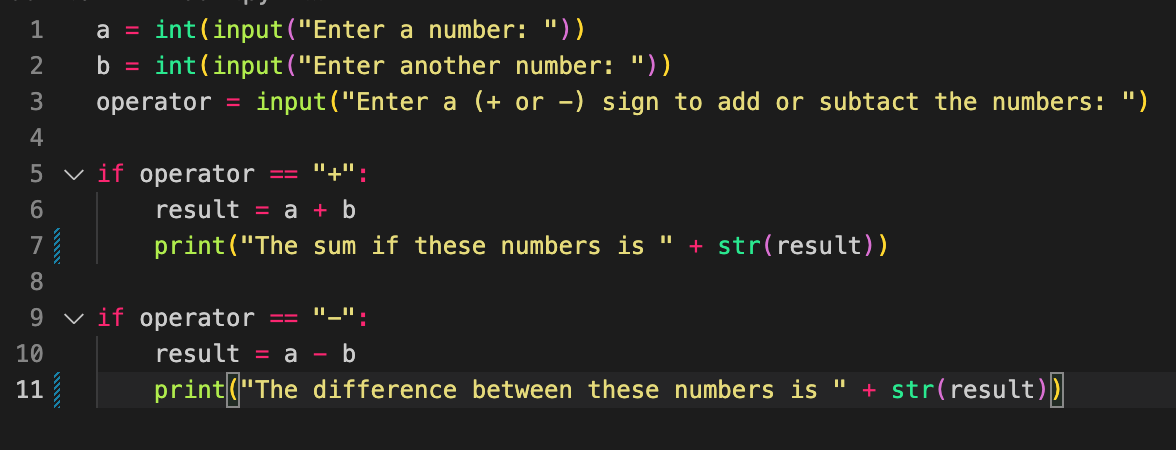 1 a = int(input("Enter a number: "))
2 b = int(input("Enter another number: "))
3 operator = input("Enter a (+ or -) sign to add or subtact the numbers: ")
4
5 if operator == "+":
6     result = a + b
7     print("The sum if these numbers is " + str(result))
8
9 if operator == "-":
10     result = a - b
11     print("The difference between these numbers is " + str(result))